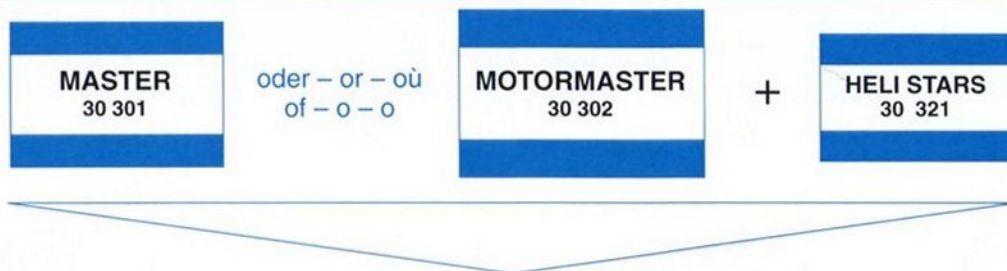 MASTER
30 301
oder – or – où
of – o – o
MOTORMASTER
30 302
+
HELI STARS
30 321